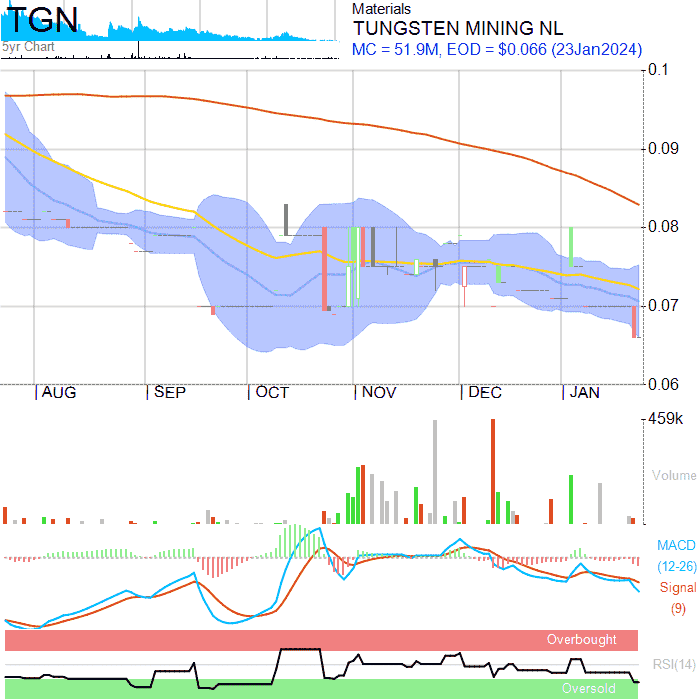 TGN
5yr Chart
Materials
TUNGSTEN MINING NL
MC = 51.9M, EOD = $0.066 (23Jan2024)
0.1
0.09
0.08
0.07
0.06
AUG SEP OCT NOV DEC JAN
459k
Volume
MACD
(12-26)
Signal
(9)
Overbought
RSI(14)
Oversold